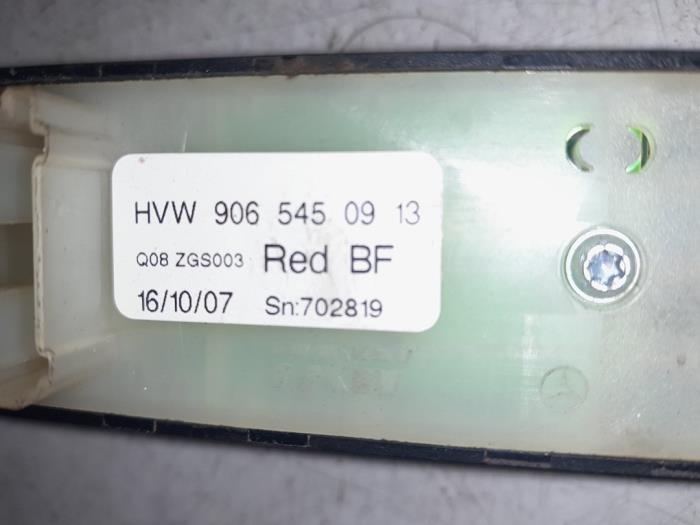 HVW 906 545 09 13
Q08 ZGS003 Red BF
16/10/07 Sn:702819